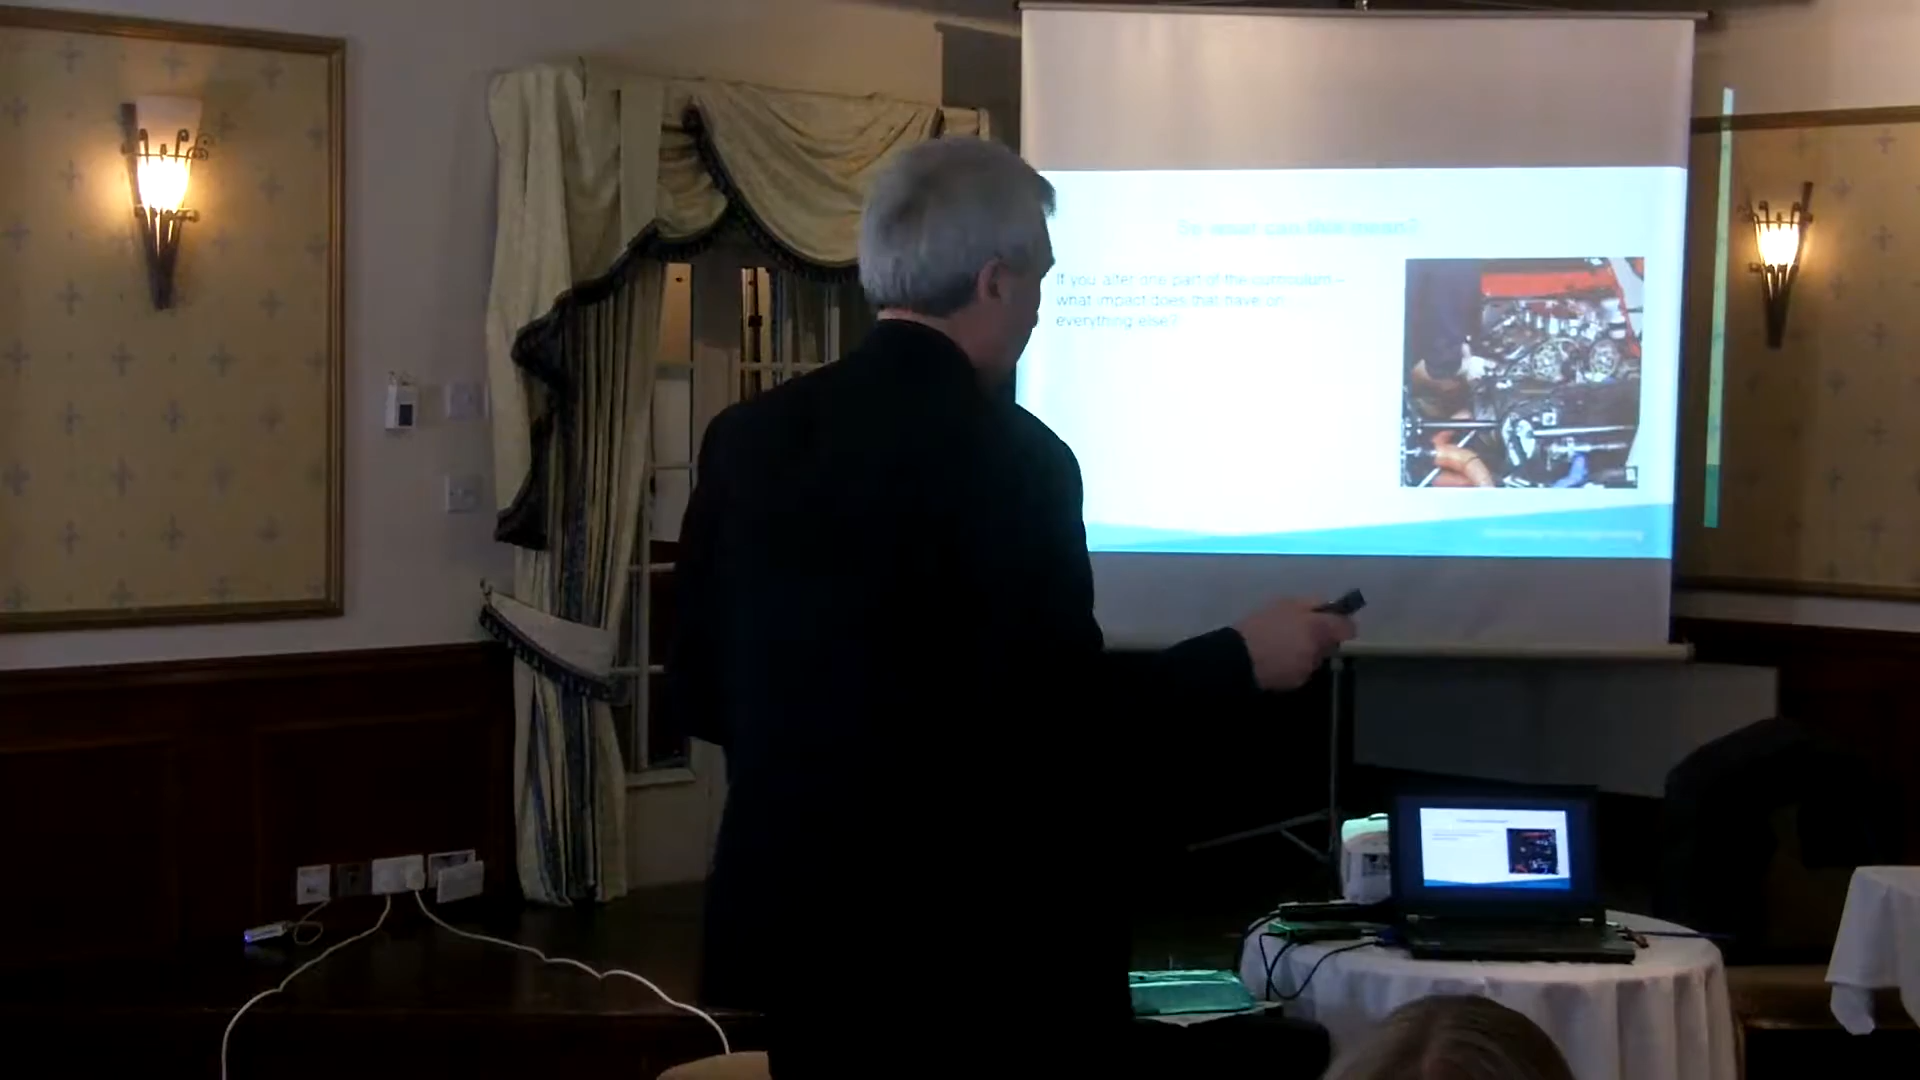 So what can this mean?
If you alter one part of the curriculum –
what impact does that have on
everything else?